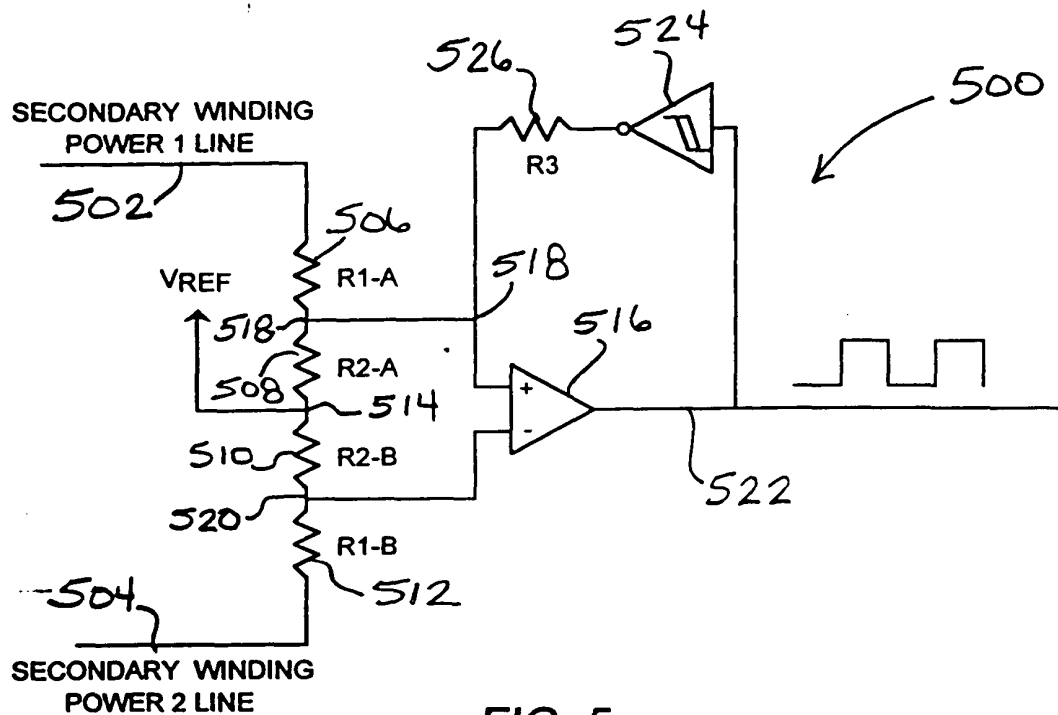 524
526
500
SECONDARY WINDING
POWER 1 LINE
R3
502
506
VREF
R1-A
518
518
516
R2-A
508
514
+
-
510
R2-B
522
520
R1-B
512
504
SECONDARY WINDING
POWER 2 LINE